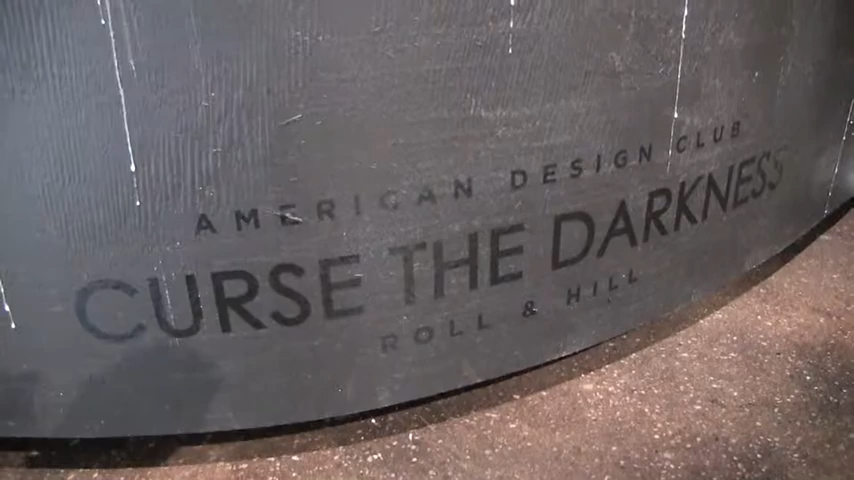 AMERICAN DESIGN CLUB
CURSE THE DARKNESS
ROLL & HILL